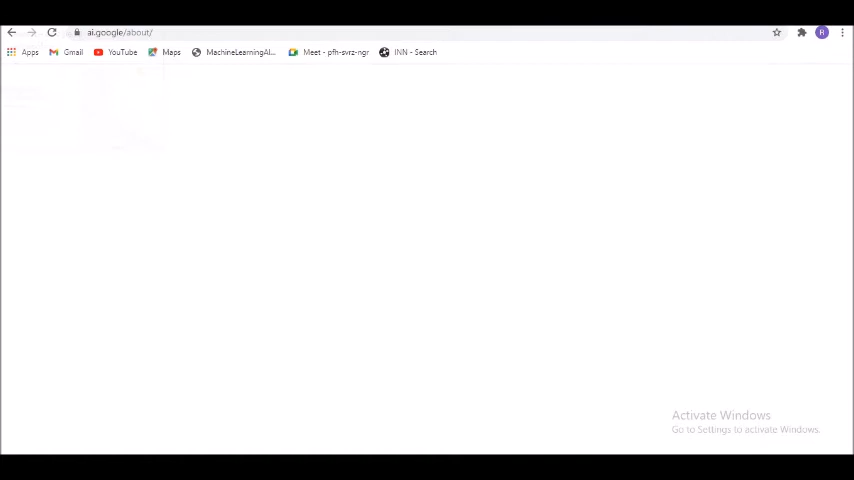 ai.google/about/
Apps Gmail YouTube Maps MachineLearningAI... Meet - pfh-svrz-ngr INN - Search
R
Activate Windows
Go to Settings to activate Windows.